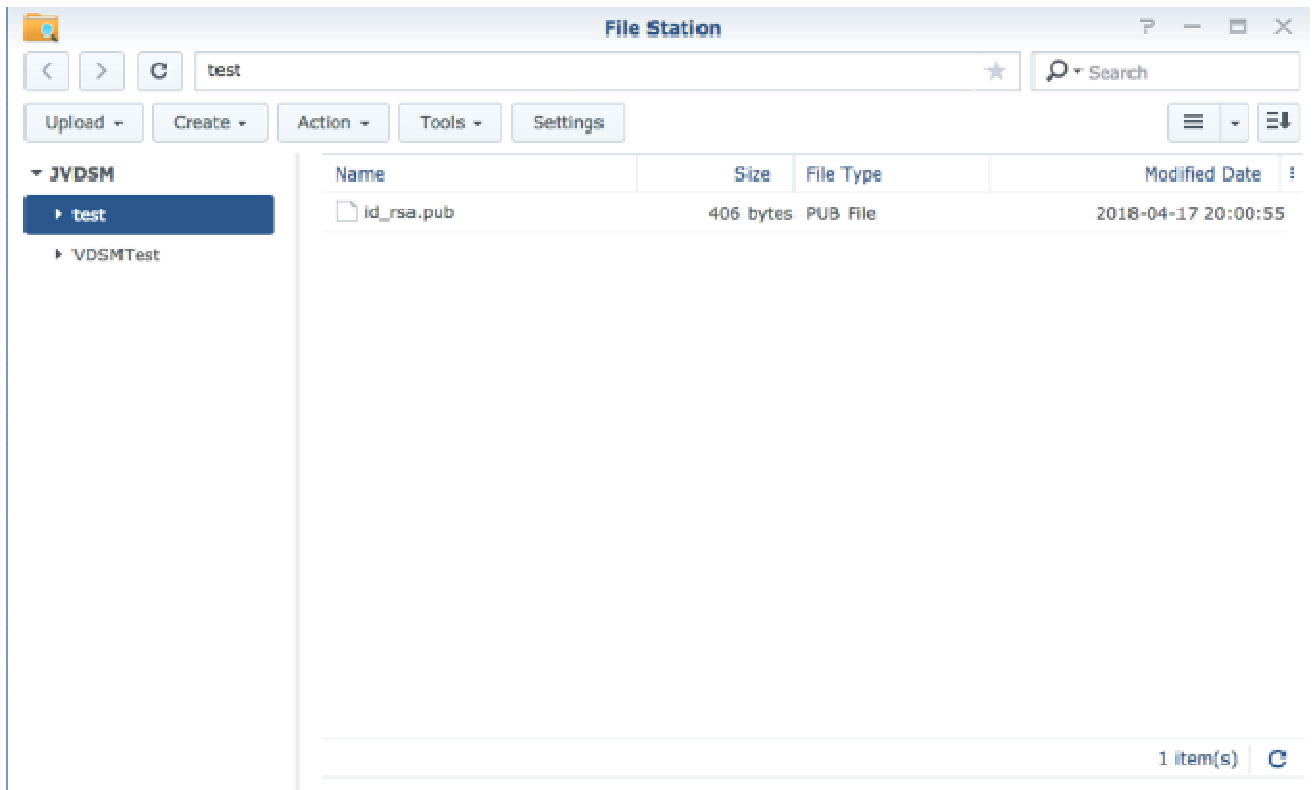 File Station
test
Search
Upload Create Action Tools Settings
JVDSM
test
VDSMTest
Name Size File Type Modified Date
id_rsa.pub 406 bytes PUB File 2018-04-17 20:00:55
1 item(s)